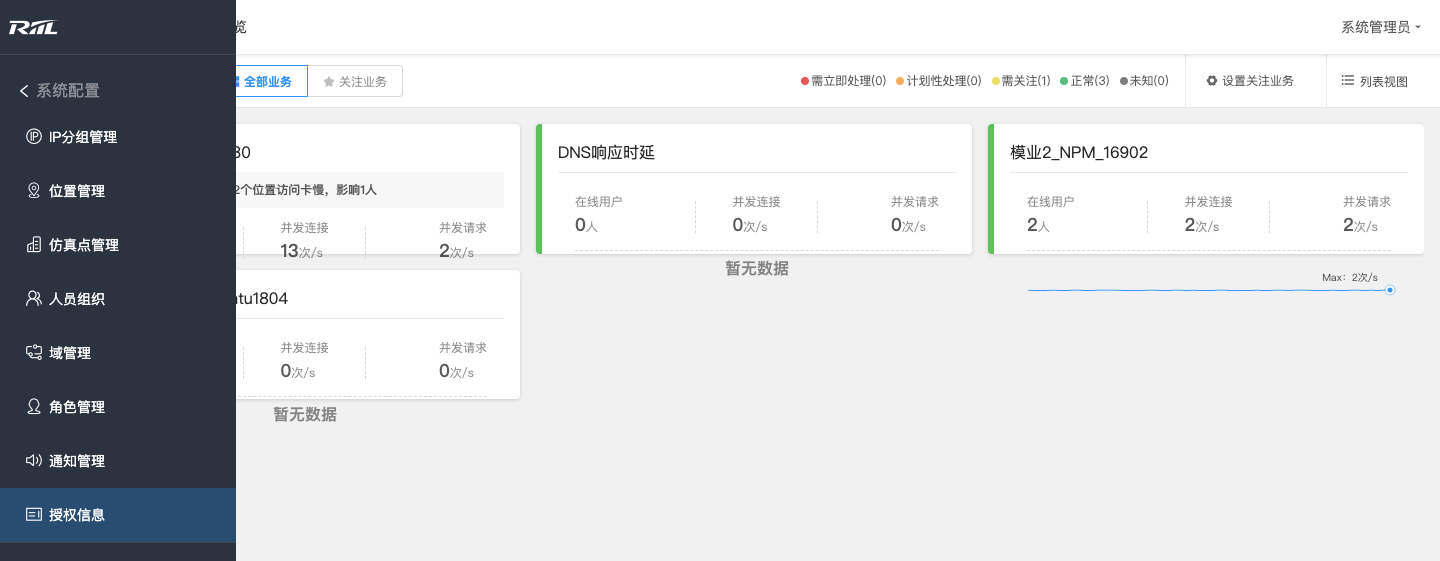 RIIL
览
系统管理员
系统配置
IP分组管理
位置管理
仿真点管理
人员组织
域管理
角色管理
通知管理
授权信息
全部业务
关注业务
需立即处理(0)
计划性处理(0)
需关注(1)
正常(3)
未知(0)
设置关注业务
列表视图
30
2个位置访问卡慢，影响1人
并发连接
并发请求
13次/s
2次/s
DNS响应时延
在线用户
并发连接
并发请求
0人
0次/s
0次/s
暂无数据
模业2_NPM_16902
在线用户
并发连接
并发请求
2人
2次/s
2次/s
Max：2次/s
ntu1804
并发连接
并发请求
0次/s
0次/s
暂无数据